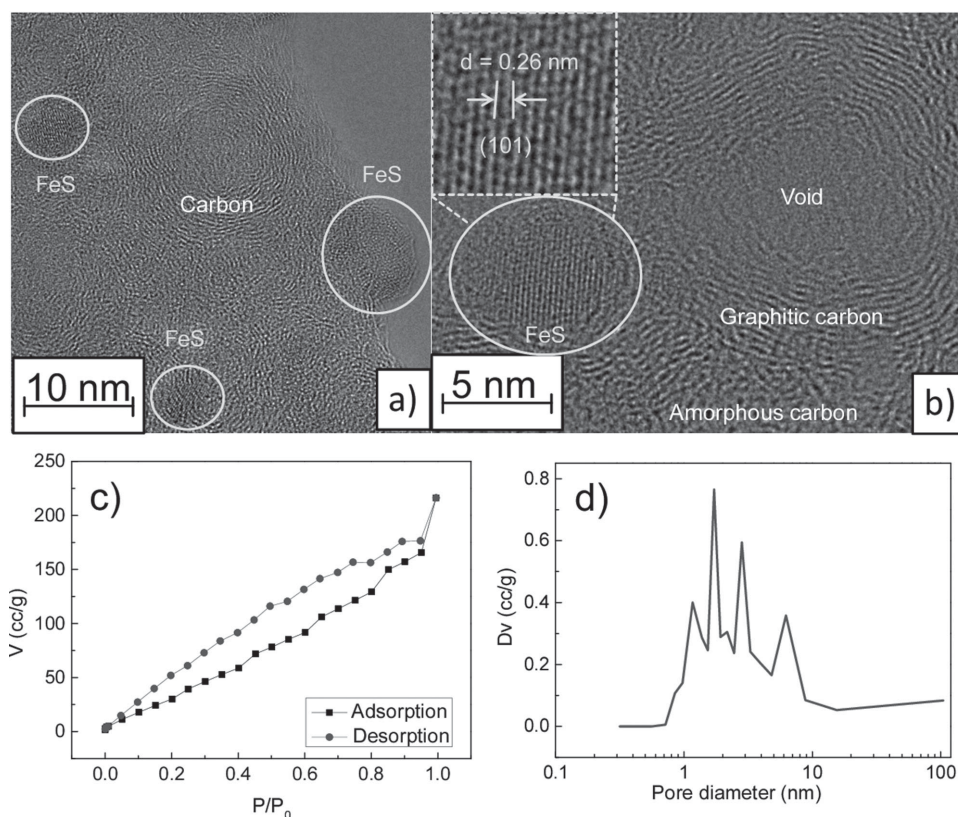 FeS
Carbon
FeS
FeS
10 nm
a)
d = 0.26 nm
(101)
Void
FeS
Graphitic carbon
5 nm
Amorphous carbon
b)
c)
250
200
150
100
50
0
V (cc/g)
0.0 0.2 0.4 0.6 0.8 1.0
P/P₀
Adsorption
Desorption
d)
0.8
0.6
0.4
0.2
0.0
Dv (cc/g)
0.1 1 10 100
Pore diameter (nm)